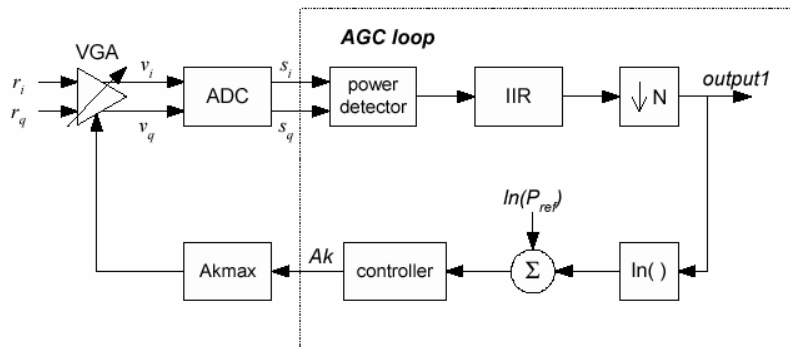 AGC loop
VGA
r_i
r_q
v_i
v_q
ADC
s_i
s_q
power
detector
IIR
↓ N
output1
ln(P_ref)
Akmax
Ak
controller
Σ
ln( )